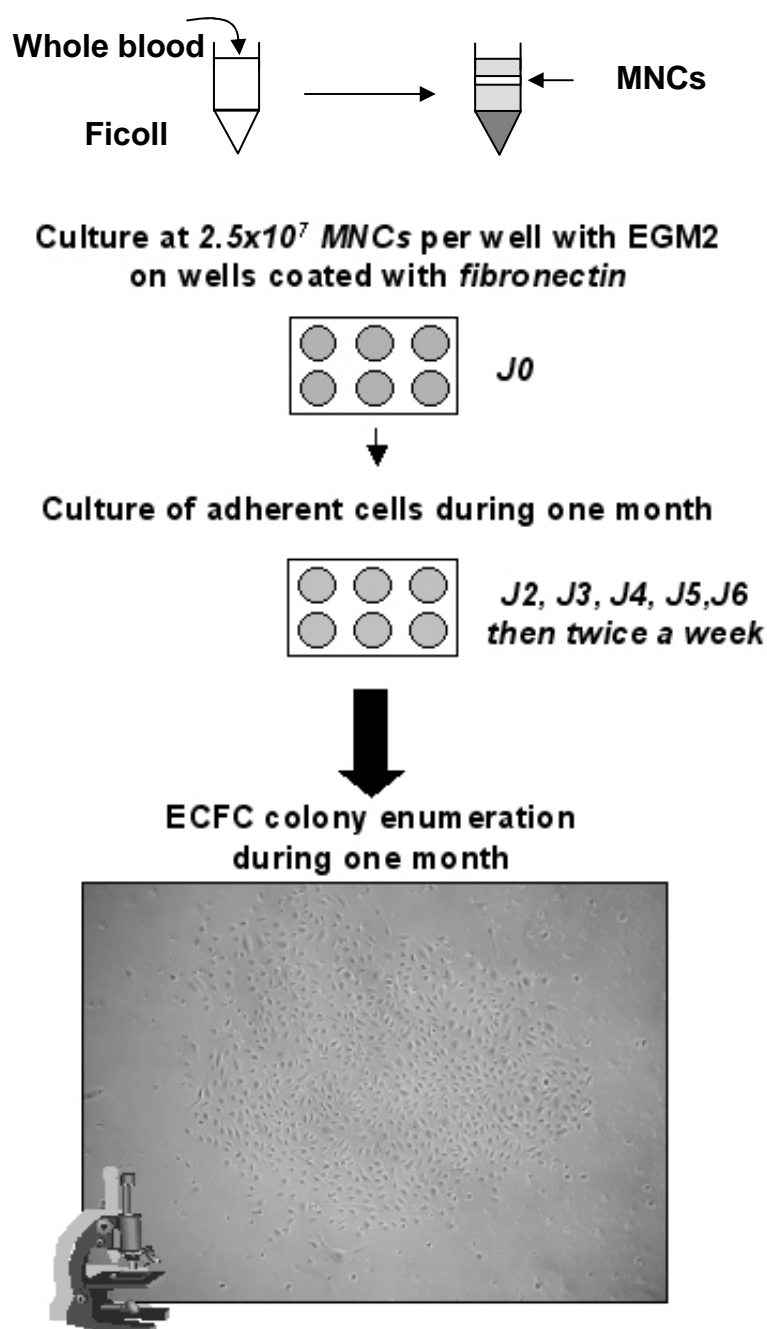 Whole blood
MNCs
Ficoll
Culture at 2.5x10⁷ MNCs per well with EGM2
on wells coated with fibronectin
J0
Culture of adherent cells during one month
J2, J3, J4, J5,J6
then twice a week
ECFC colony enumeration
during one month